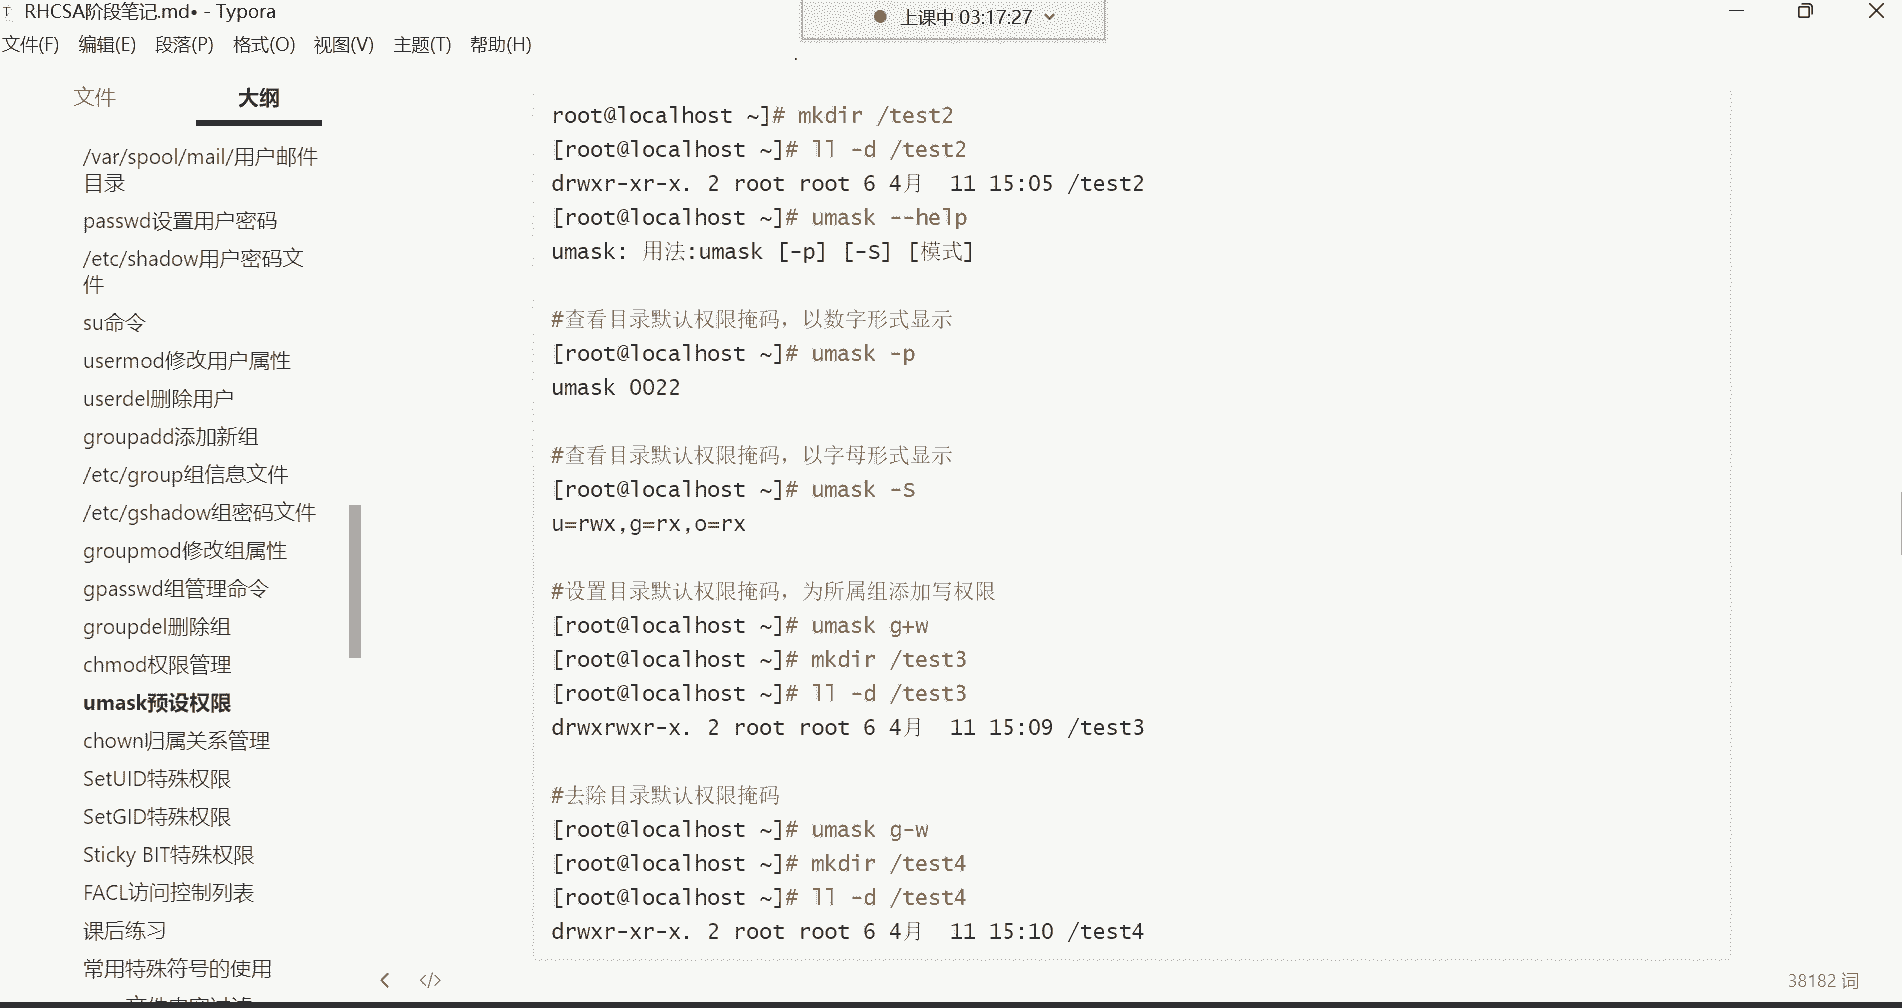 RHCSA阶段笔记.md• - Typora
上课中 03:17:27
文件(F) 编辑(E) 段落(P) 格式(O) 视图(V) 主题(T) 帮助(H)
文件 大纲
/var/spool/mail/用户邮件
目录
passwd设置用户密码
/etc/shadow用户密码文
件
su命令
usermod修改用户属性
userdel删除用户
groupadd添加新组
/etc/group组信息文件
/etc/gshadow组密码文件
groupmod修改组属性
gpasswd组管理命令
groupdel删除组
chmod权限管理
umask预设权限
chown归属关系管理
SetUID特殊权限
SetGID特殊权限
Sticky BIT特殊权限
FACL访问控制列表
课后练习
常用特殊符号的使用
root@localhost ~]# mkdir /test2
[root@localhost ~]# ll -d /test2
drwxr-xr-x. 2 root root 6 4月  11 15:05 /test2
[root@localhost ~]# umask --help
umask: 用法:umask [-p] [-S] [模式]
#查看目录默认权限掩码，以数字形式显示
[root@localhost ~]# umask -p
umask 0022
#查看目录默认权限掩码，以字母形式显示
[root@localhost ~]# umask -S
u=rwx,g=rx,o=rx
#设置目录默认权限掩码，为所属组添加写权限
[root@localhost ~]# umask g+w
[root@localhost ~]# mkdir /test3
[root@localhost ~]# ll -d /test3
drwxrwxr-x. 2 root root 6 4月  11 15:09 /test3
#去除目录默认权限掩码
[root@localhost ~]# umask g-w
[root@localhost ~]# mkdir /test4
[root@localhost ~]# ll -d /test4
drwxr-xr-x. 2 root root 6 4月  11 15:10 /test4
38182 词